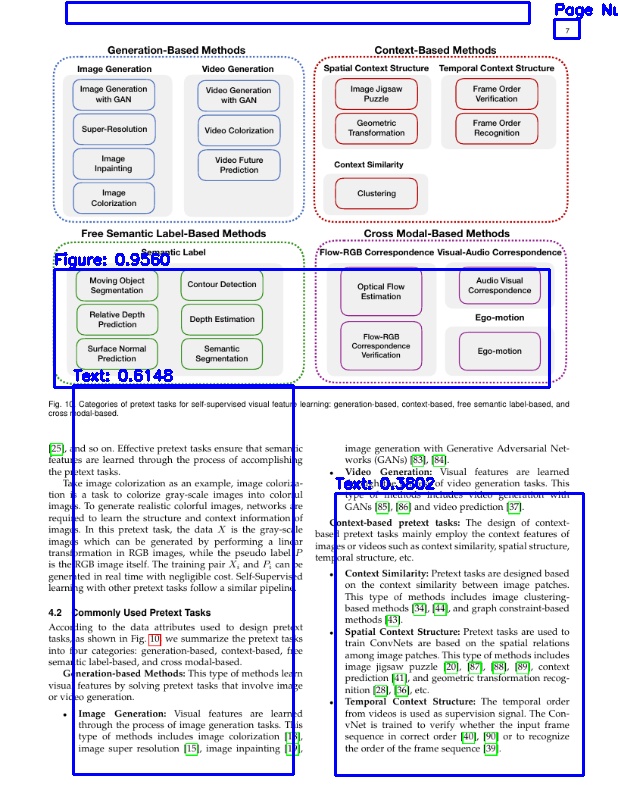 Page Nu
7
Generation-Based Methods
Image Generation
Video Generation
Image Generation
with GAN
Video Generation
with GAN
Super-Resolution
Video Colorization
Image
Inpainting
Video Future
Prediction
Image
Colorization
Context-Based Methods
Spatial Context Structure
Temporal Context Structure
Image Jigsaw
Puzzle
Frame Order
Verification
Geometric
Transformation
Frame Order
Recognition
Context Similarity
Clustering
Free Semantic Label-Based Methods
Semantic Label
Figure: 0.9560
Moving Object
Segmentation
Contour Detection
Relative Depth
Prediction
Depth Estimation
Surface Normal
Prediction
Semantic
Segmentation
Cross Modal-Based Methods
Flow-RGB Correspondence
Visual-Audio Correspondence
Optical Flow
Estimation
Audio Visual
Correspondence
Ego-motion
Flow-RGB
Correspondence
Verification
Ego-motion
Text: 0.6148
Fig. 10. Categories of pretext tasks for self-supervised visual feature learning: generation-based, context-based, free semantic label-based, and
cross modal-based.
[25], and so on. Effective pretext tasks ensure that semantic
features are learned through the process of accomplishing
the pretext tasks.
Take image colorization as an example, image coloriza-
tion is a task to colorize gray-scale images into colorful
images. To generate realistic colorful images, networks are
required to learn the structure and context information of
images. In this pretext task, the data X is the gray-scale
images which can be generated by performing a linear
transformation in RGB images, while the pseudo label P
is the RGB image itself. The training pair Xi and Pi can be
generated in real time with negligible cost. Self-Supervised
learning with other pretext tasks follow a similar pipeline.
4.2 Commonly Used Pretext Tasks
According to the data attributes used to design pretext
tasks, as shown in Fig. 10, we summarize the pretext tasks
into four categories: generation-based, context-based, free
semantic label-based, and cross modal-based.
Generation-based Methods: This type of methods learn
visual features by solving pretext tasks that involve image
or video generation.
• Image Generation: Visual features are learned
through the process of image generation tasks. This
type of methods includes image colorization [18],
image super resolution [15], image inpainting [19],
image generation with Generative Adversarial Net-
works (GANs) [83], [84].
• Video Generation: Visual features are learned
of video generation tasks. This
type of methods includes video generation with
GANs [85], [86] and video prediction [37].
Text: 0.3802
Context-based pretext tasks: The design of context-
based pretext tasks mainly employ the context features of
images or videos such as context similarity, spatial structure,
temporal structure, etc.
• Context Similarity: Pretext tasks are designed based
on the context similarity between image patches.
This type of methods includes image clustering-
based methods [34], [44], and graph constraint-based
methods [43].
• Spatial Context Structure: Pretext tasks are used to
train ConvNets are based on the spatial relations
among image patches. This type of methods includes
image jigsaw puzzle [20], [87], [88], [89], context
prediction [41], and geometric transformation recog-
nition [28], [36], etc.
• Temporal Context Structure: The temporal order
from videos is used as supervision signal. The Con-
vNet is trained to verify whether the input frame
sequence in correct order [40], [90] or to recognize
the order of the frame sequence [39].